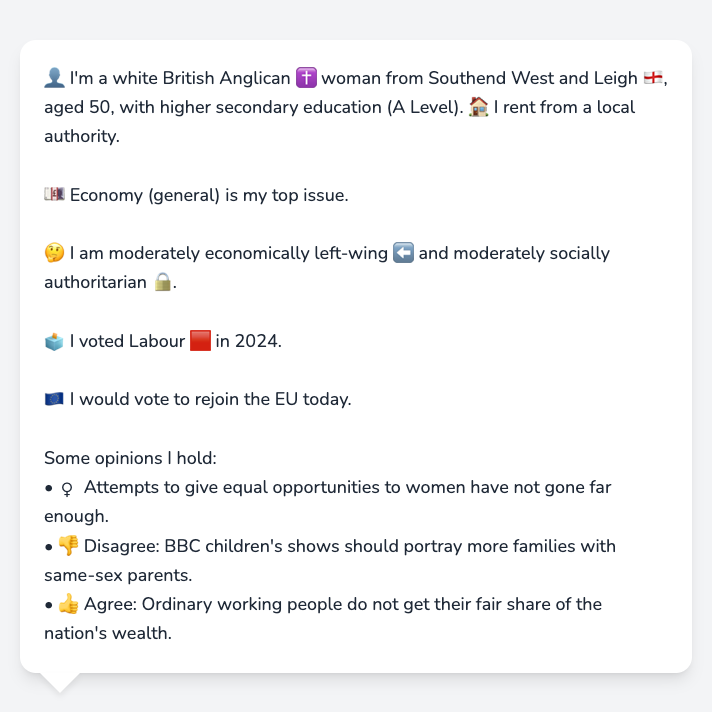 👤 I'm a white British Anglican ✝️ woman from Southend West and Leigh 🏴󠁧󠁢󠁥󠁮󠁧󠁿,
aged 50, with higher secondary education (A Level). 🏠 I rent from a local
authority.
💷 Economy (general) is my top issue.
🤔 I am moderately economically left-wing ⬅️ and moderately socially
authoritarian 🔒.
🗳️ I voted Labour 🟥 in 2024.
🇪🇺 I would vote to rejoin the EU today.
Some opinions I hold:
• ♀ Attempts to give equal opportunities to women have not gone far
enough.
• 👎 Disagree: BBC children's shows should portray more families with
same-sex parents.
• 👍 Agree: Ordinary working people do not get their fair share of the
nation's wealth.